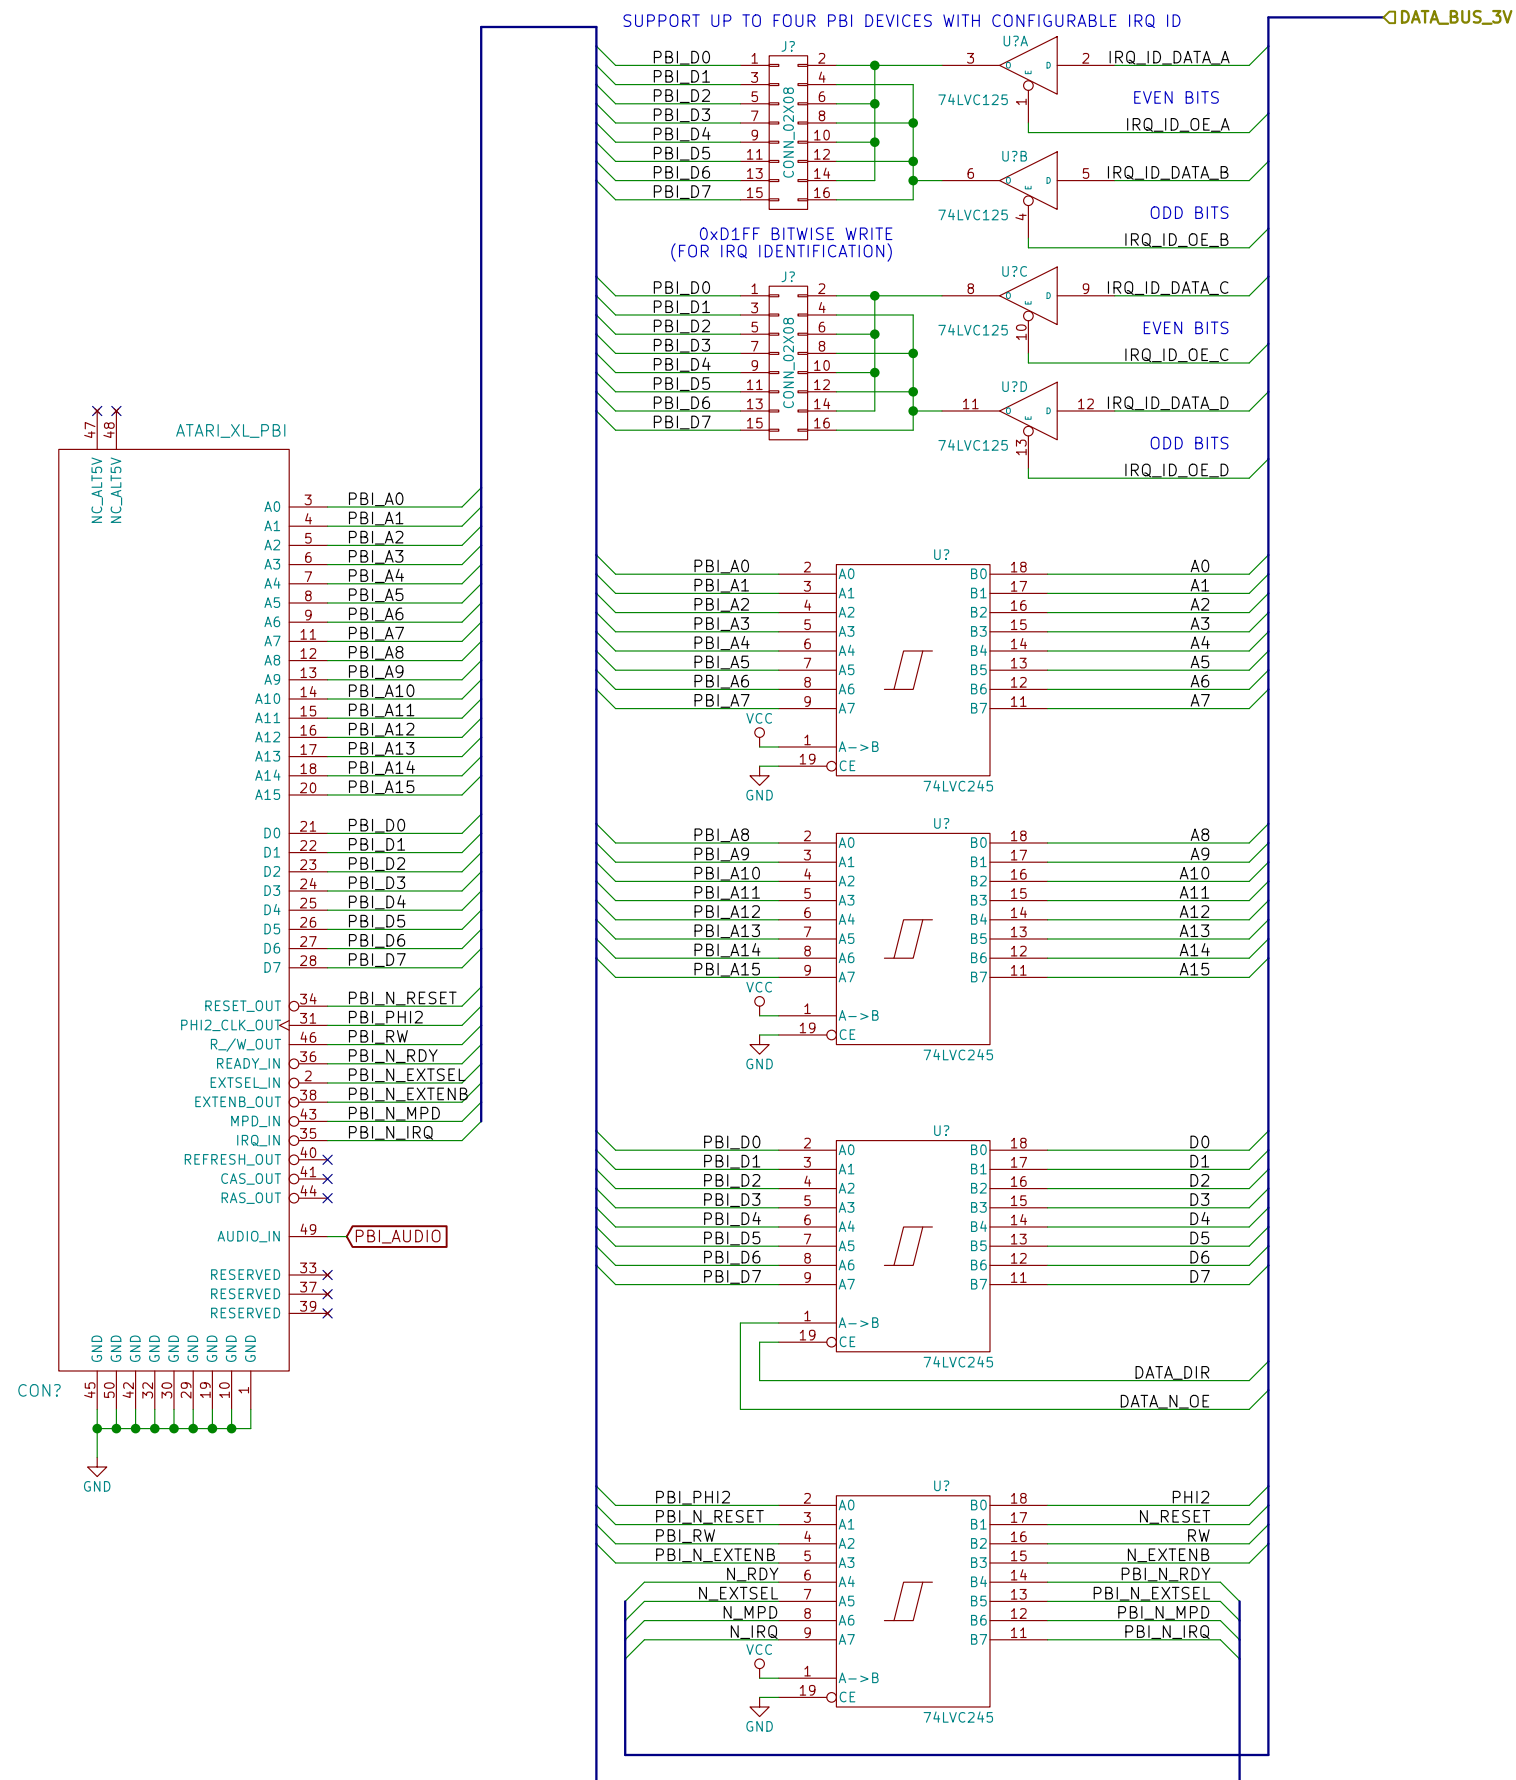 SUPPORT UP TO FOUR PBI DEVICES WITH CONFIGURABLE IRQ ID
DATA_BUS_3V
J?
CONN_02X08
PBI_D0 1 2
PBI_D1 3 4
PBI_D2 5 6
PBI_D3 7 8
PBI_D4 9 10
PBI_D5 11 12
PBI_D6 13 14
PBI_D7 15 16
U?A
3 D D 2 IRQ_ID_DATA_A
E
1
74LVC125
EVEN BITS
IRQ_ID_OE_A
U?B
6 D D 5 IRQ_ID_DATA_B
E
4
74LVC125
ODD BITS
IRQ_ID_OE_B
0xD1FF BITWISE WRITE
(FOR IRQ IDENTIFICATION)
J?
CONN_02X08
PBI_D0 1 2
PBI_D1 3 4
PBI_D2 5 6
PBI_D3 7 8
PBI_D4 9 10
PBI_D5 11 12
PBI_D6 13 14
PBI_D7 15 16
U?C
8 D D 9 IRQ_ID_DATA_C
E
10
74LVC125
EVEN BITS
IRQ_ID_OE_C
U?D
11 D D 12 IRQ_ID_DATA_D
E
13
74LVC125
ODD BITS
IRQ_ID_OE_D
ATARI_XL_PBI
47 48
NC_ALT5V NC_ALT5V
A0 3 PBI_A0
A1 4 PBI_A1
A2 5 PBI_A2
A3 6 PBI_A3
A4 7 PBI_A4
A5 8 PBI_A5
A6 9 PBI_A6
A7 11 PBI_A7
A8 12 PBI_A8
A9 13 PBI_A9
A10 14 PBI_A10
A11 15 PBI_A11
A12 16 PBI_A12
A13 17 PBI_A13
A14 18 PBI_A14
A15 20 PBI_A15
D0 21 PBI_D0
D1 22 PBI_D1
D2 23 PBI_D2
D3 24 PBI_D3
D4 25 PBI_D4
D5 26 PBI_D5
D6 27 PBI_D6
D7 28 PBI_D7
RESET_OUT 34 PBI_N_RESET
PHI2_CLK_OUT 31 PBI_PHI2
R_/W_OUT 46 PBI_RW
READY_IN 36 PBI_N_RDY
EXTSEL_IN 2 PBI_N_EXTSEL
EXTENB_OUT 38 PBI_N_EXTENB
MPD_IN 43 PBI_N_MPD
IRQ_IN 35 PBI_N_IRQ
REFRESH_OUT 40
CAS_OUT 41
RAS_OUT 44
AUDIO_IN 49 PBI_AUDIO
RESERVED 33
RESERVED 37
RESERVED 39
GND GND GND GND GND GND GND GND GND
CON? 45 50 42 32 30 29 19 10 1
GND
U?
PBI_A0 2 A0 B0 18 A0
PBI_A1 3 A1 B1 17 A1
PBI_A2 4 A2 B2 16 A2
PBI_A3 5 A3 B3 15 A3
PBI_A4 6 A4 B4 14 A4
PBI_A5 7 A5 B5 13 A5
PBI_A6 8 A6 B6 12 A6
PBI_A7 9 A7 B7 11 A7
VCC
1 A->B
19 CE
GND
74LVC245
U?
PBI_A8 2 A0 B0 18 A8
PBI_A9 3 A1 B1 17 A9
PBI_A10 4 A2 B2 16 A10
PBI_A11 5 A3 B3 15 A11
PBI_A12 6 A4 B4 14 A12
PBI_A13 7 A5 B5 13 A13
PBI_A14 8 A6 B6 12 A14
PBI_A15 9 A7 B7 11 A15
VCC
1 A->B
19 CE
GND
74LVC245
U?
PBI_D0 2 A0 B0 18 D0
PBI_D1 3 A1 B1 17 D1
PBI_D2 4 A2 B2 16 D2
PBI_D3 5 A3 B3 15 D3
PBI_D4 6 A4 B4 14 D4
PBI_D5 7 A5 B5 13 D5
PBI_D6 8 A6 B6 12 D6
PBI_D7 9 A7 B7 11 D7
1 A->B
19 CE
74LVC245
DATA_DIR
DATA_N_OE
U?
PBI_PHI2 2 A0 B0 18 PHI2
PBI_N_RESET 3 A1 B1 17 N_RESET
PBI_RW 4 A2 B2 16 RW
PBI_N_EXTENB 5 A3 B3 15 N_EXTENB
N_RDY 6 A4 B4 14 PBI_N_RDY
N_EXTSEL 7 A5 B5 13 PBI_N_EXTSEL
N_MPD 8 A6 B6 12 PBI_N_MPD
N_IRQ 9 A7 B7 11 PBI_N_IRQ
VCC
1 A->B
19 CE
GND
74LVC245